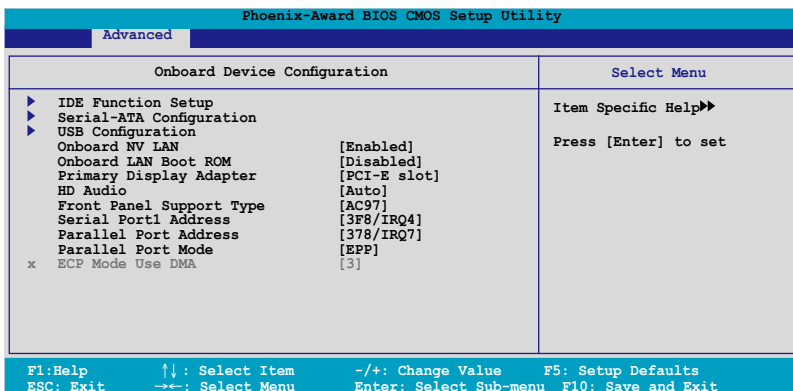 Phoenix-Award BIOS CMOS Setup Utility
Advanced
Onboard Device Configuration
Select Menu
IDE Function Setup
Serial-ATA Configuration
USB Configuration
Onboard NV LAN [Enabled]
Onboard LAN Boot ROM [Disabled]
Primary Display Adapter [PCI-E slot]
HD Audio [Auto]
Front Panel Support Type [AC97]
Serial Port1 Address [3F8/IRQ4]
Parallel Port Address [378/IRQ7]
Parallel Port Mode [EPP]
x ECP Mode Use DMA [3]
Item Specific Help
Press [Enter] to set
F1:Help ↑↓ : Select Item -/+: Change Value F5: Setup Defaults
ESC: Exit →←: Select Menu Enter: Select Sub-menu F10: Save and Exit